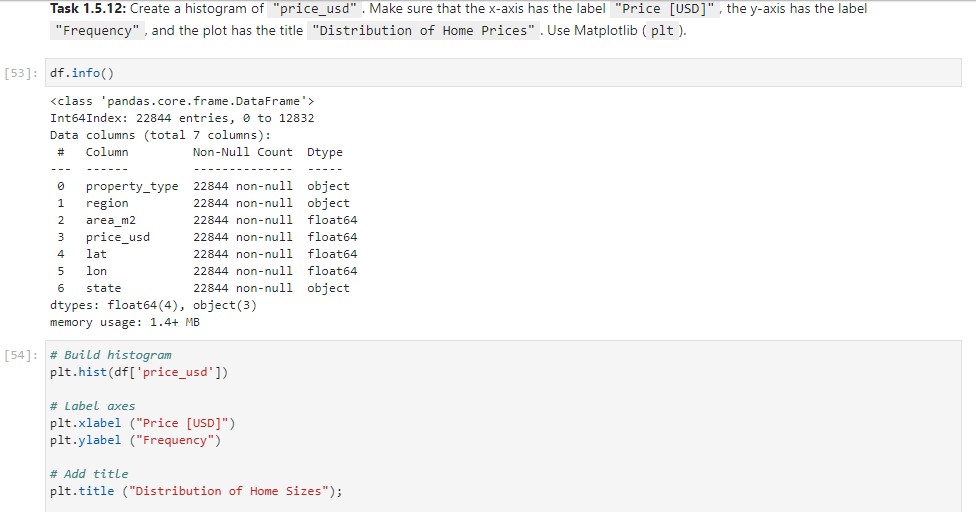 Task 1.5.12: Create a histogram of "price_usd" . Make sure that the x-axis has the label "Price [USD]" , the y-axis has the label
"Frequency" , and the plot has the title "Distribution of Home Prices" . Use Matplotlib ( plt ).
[53]: df.info()
<class 'pandas.core.frame.DataFrame'>
Int64Index: 22844 entries, 0 to 12832
Data columns (total 7 columns):
# Column Non-Null Count Dtype
--- ------ -------------- -----
0 property_type 22844 non-null object
1 region 22844 non-null object
2 area_m2 22844 non-null float64
3 price_usd 22844 non-null float64
4 lat 22844 non-null float64
5 lon 22844 non-null float64
6 state 22844 non-null object
dtypes: float64(4), object(3)
memory usage: 1.4+ MB
[54]: # Build histogram
plt.hist(df['price_usd'])
# Label axes
plt.xlabel ("Price [USD]")
plt.ylabel ("Frequency")
# Add title
plt.title ("Distribution of Home Sizes");